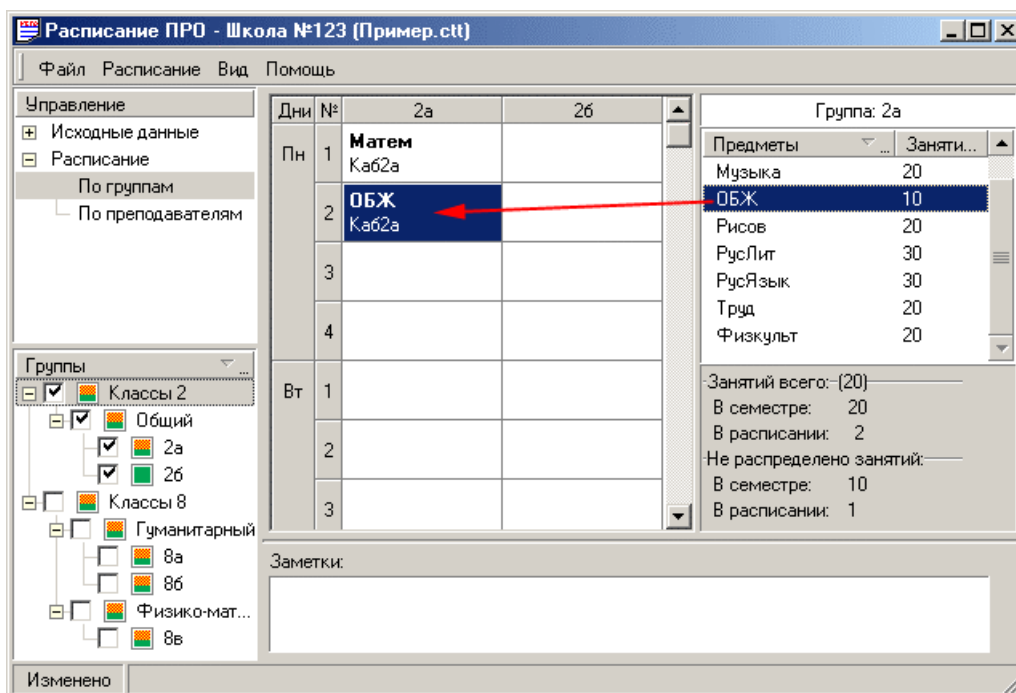 Расписание ПРО - Школа №123 (Пример.ctt)
Файл Расписание Вид Помощь
Управление
Исходные данные
Расписание
По группам
По преподавателям
Группы
Классы 2
Общий
2а
2б
Классы 8
Гуманитарный
8а
8б
Физико-мат...
8в
Дни № 2а 2б
Пн 1 Матем
Каб2а
2 ОБЖ
Каб2а
3
4
Вт 1
2
3
Группа: 2а
Предметы ... Заняти...
Музыка 20
ОБЖ 10
Рисов 20
РусЛит 30
РусЯзык 30
Труд 20
Физкульт 20
Занятий всего:-(20)
В семестре: 20
В расписании: 2
Не распределено занятий:
В семестре: 10
В расписании: 1
Заметки:
Изменено